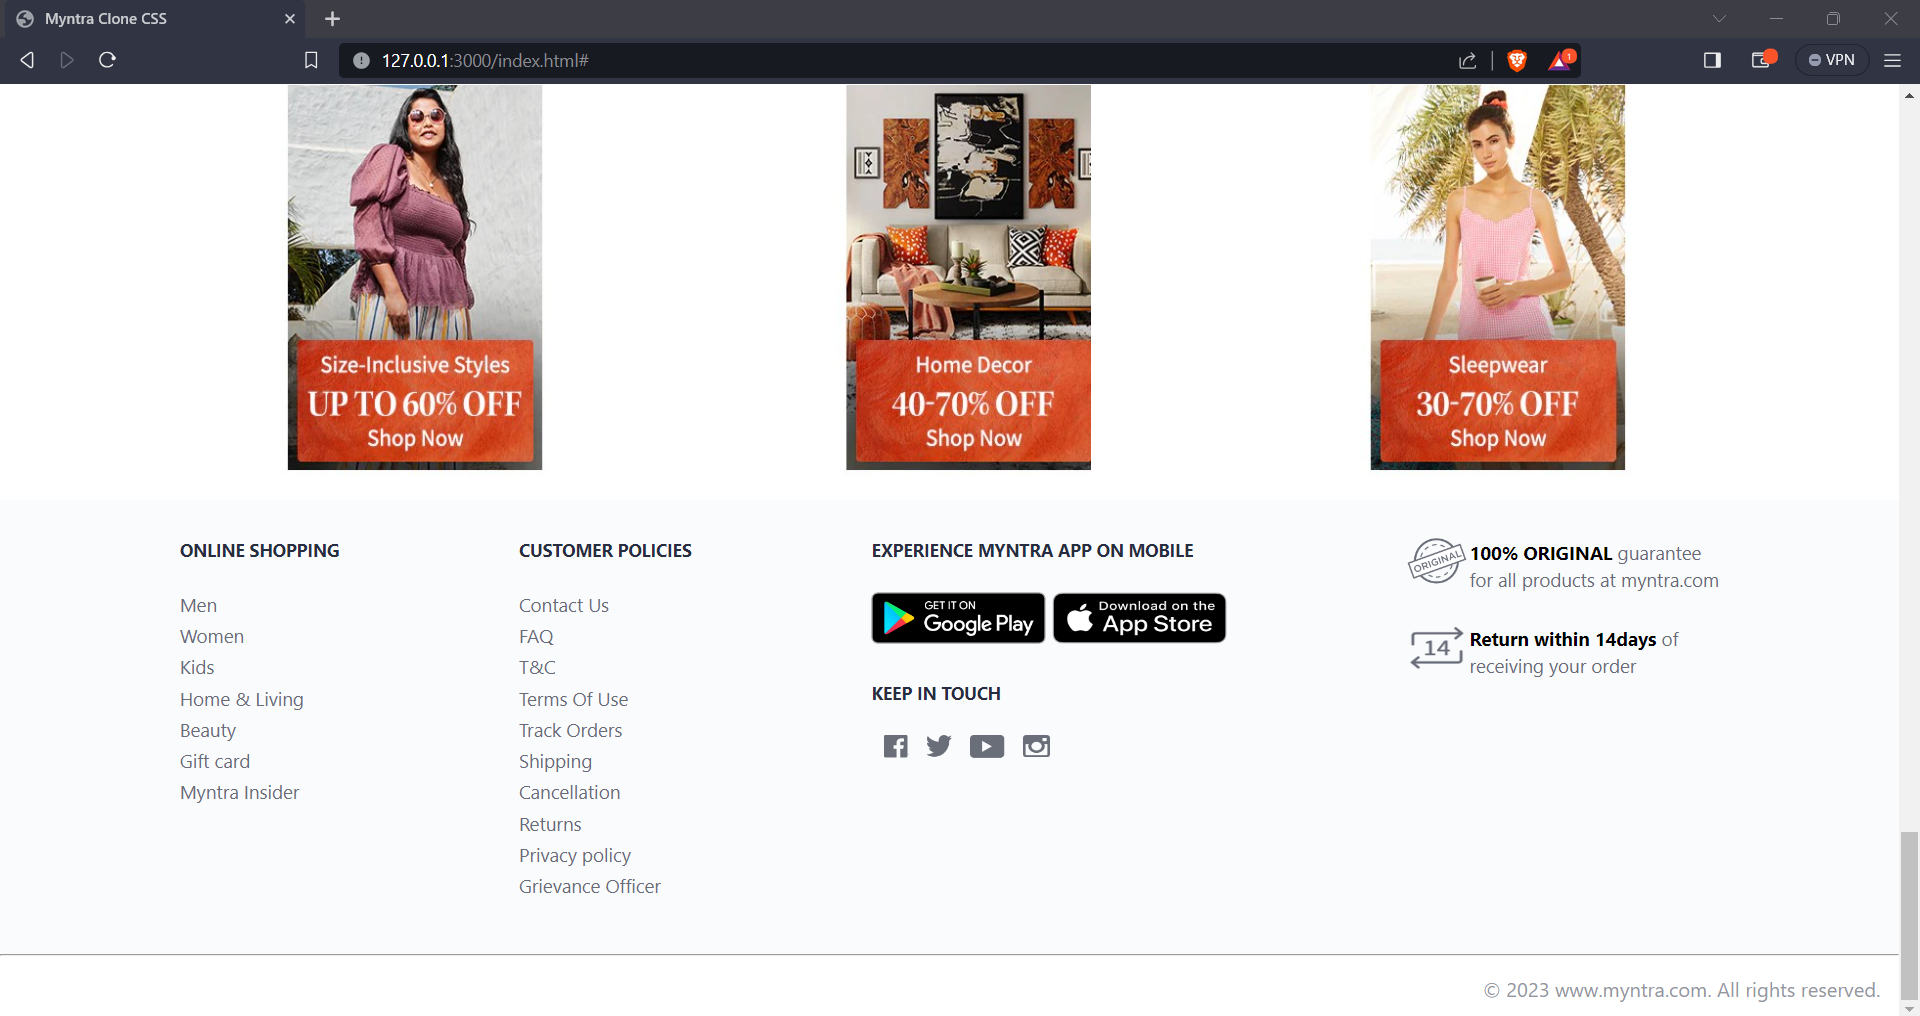 Myntra Clone CSS
127.0.0.1:3000/index.html#
1
VPN
Size-Inclusive Styles
UP TO 60% OFF
Shop Now
Home Decor
40-70% OFF
Shop Now
Sleepwear
30-70% OFF
Shop Now
ONLINE SHOPPING
Men
Women
Kids
Home & Living
Beauty
Gift card
Myntra Insider
CUSTOMER POLICIES
Contact Us
FAQ
T&C
Terms Of Use
Track Orders
Shipping
Cancellation
Returns
Privacy policy
Grievance Officer
EXPERIENCE MYNTRA APP ON MOBILE
GET IT ON
Google Play
Download on the
App Store
KEEP IN TOUCH
ORIGINAL
100% ORIGINAL guarantee
for all products at myntra.com
14
Return within 14days of
receiving your order
© 2023 www.myntra.com. All rights reserved.